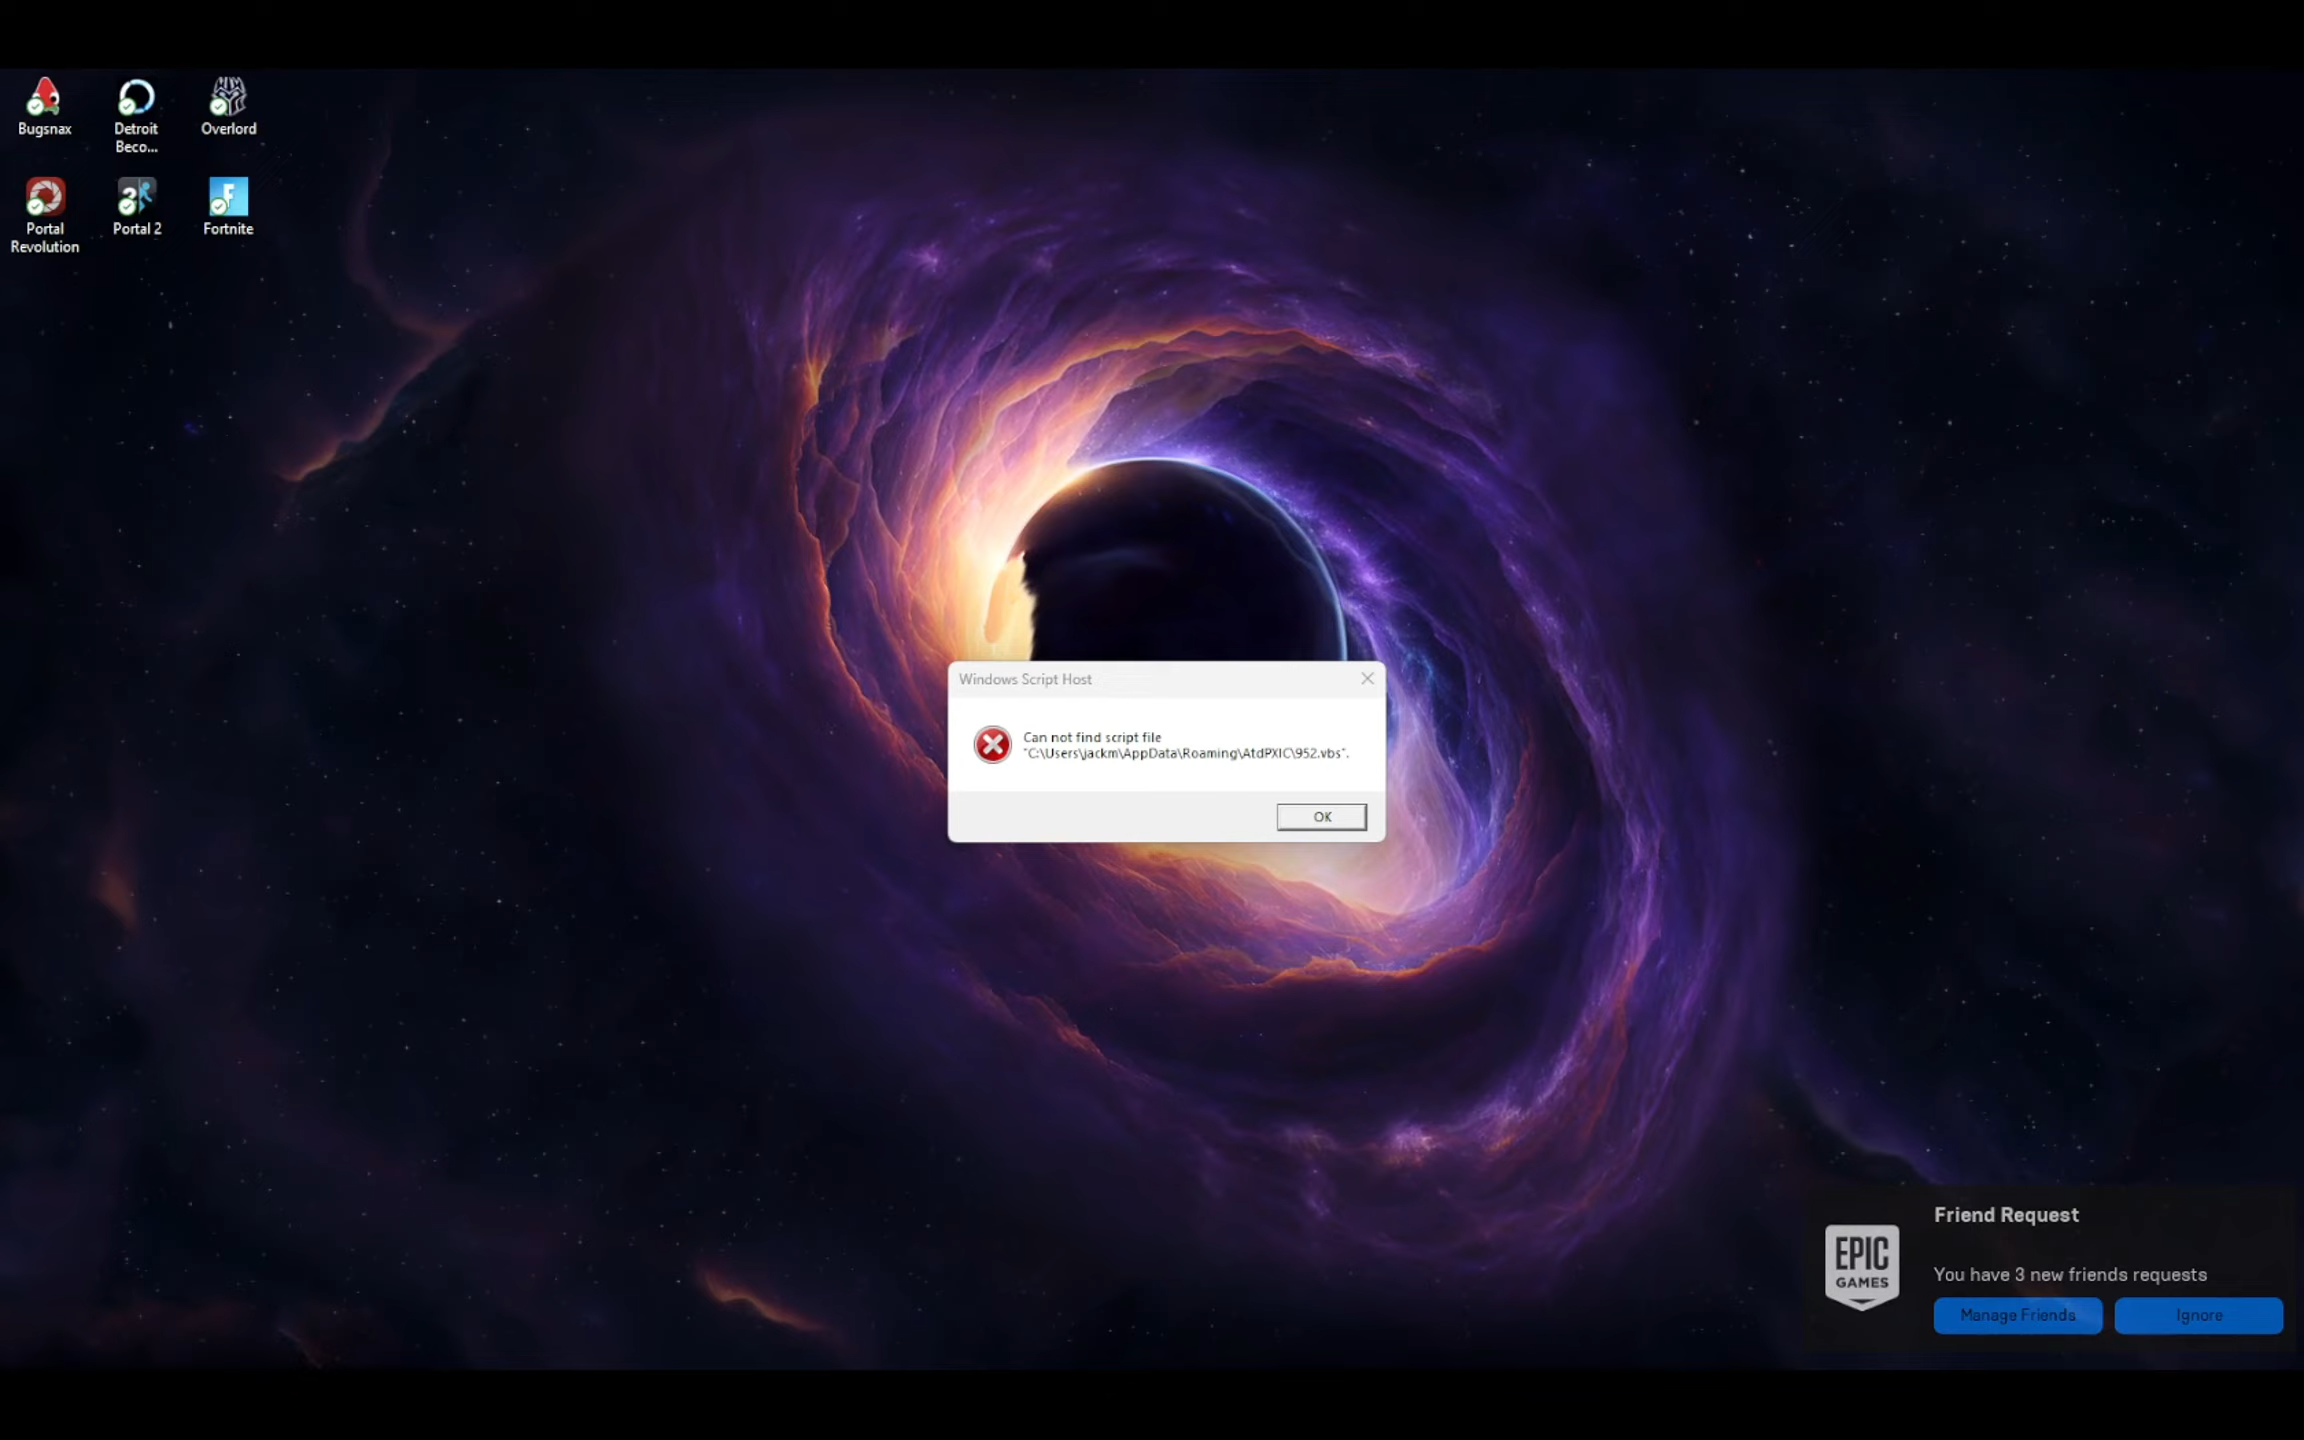 Bugsnax
Detroit
Beco...
Overlord
Portal
Revolution
Portal 2
Fortnite
Windows Script Host
Can not find script file
"C:\Users\jackm\AppData\Roaming\AtdPXIC\952.vbs".
OK
Friend Request
EPIC
GAMES
You have 3 new friends requests
Manage Friends
Ignore